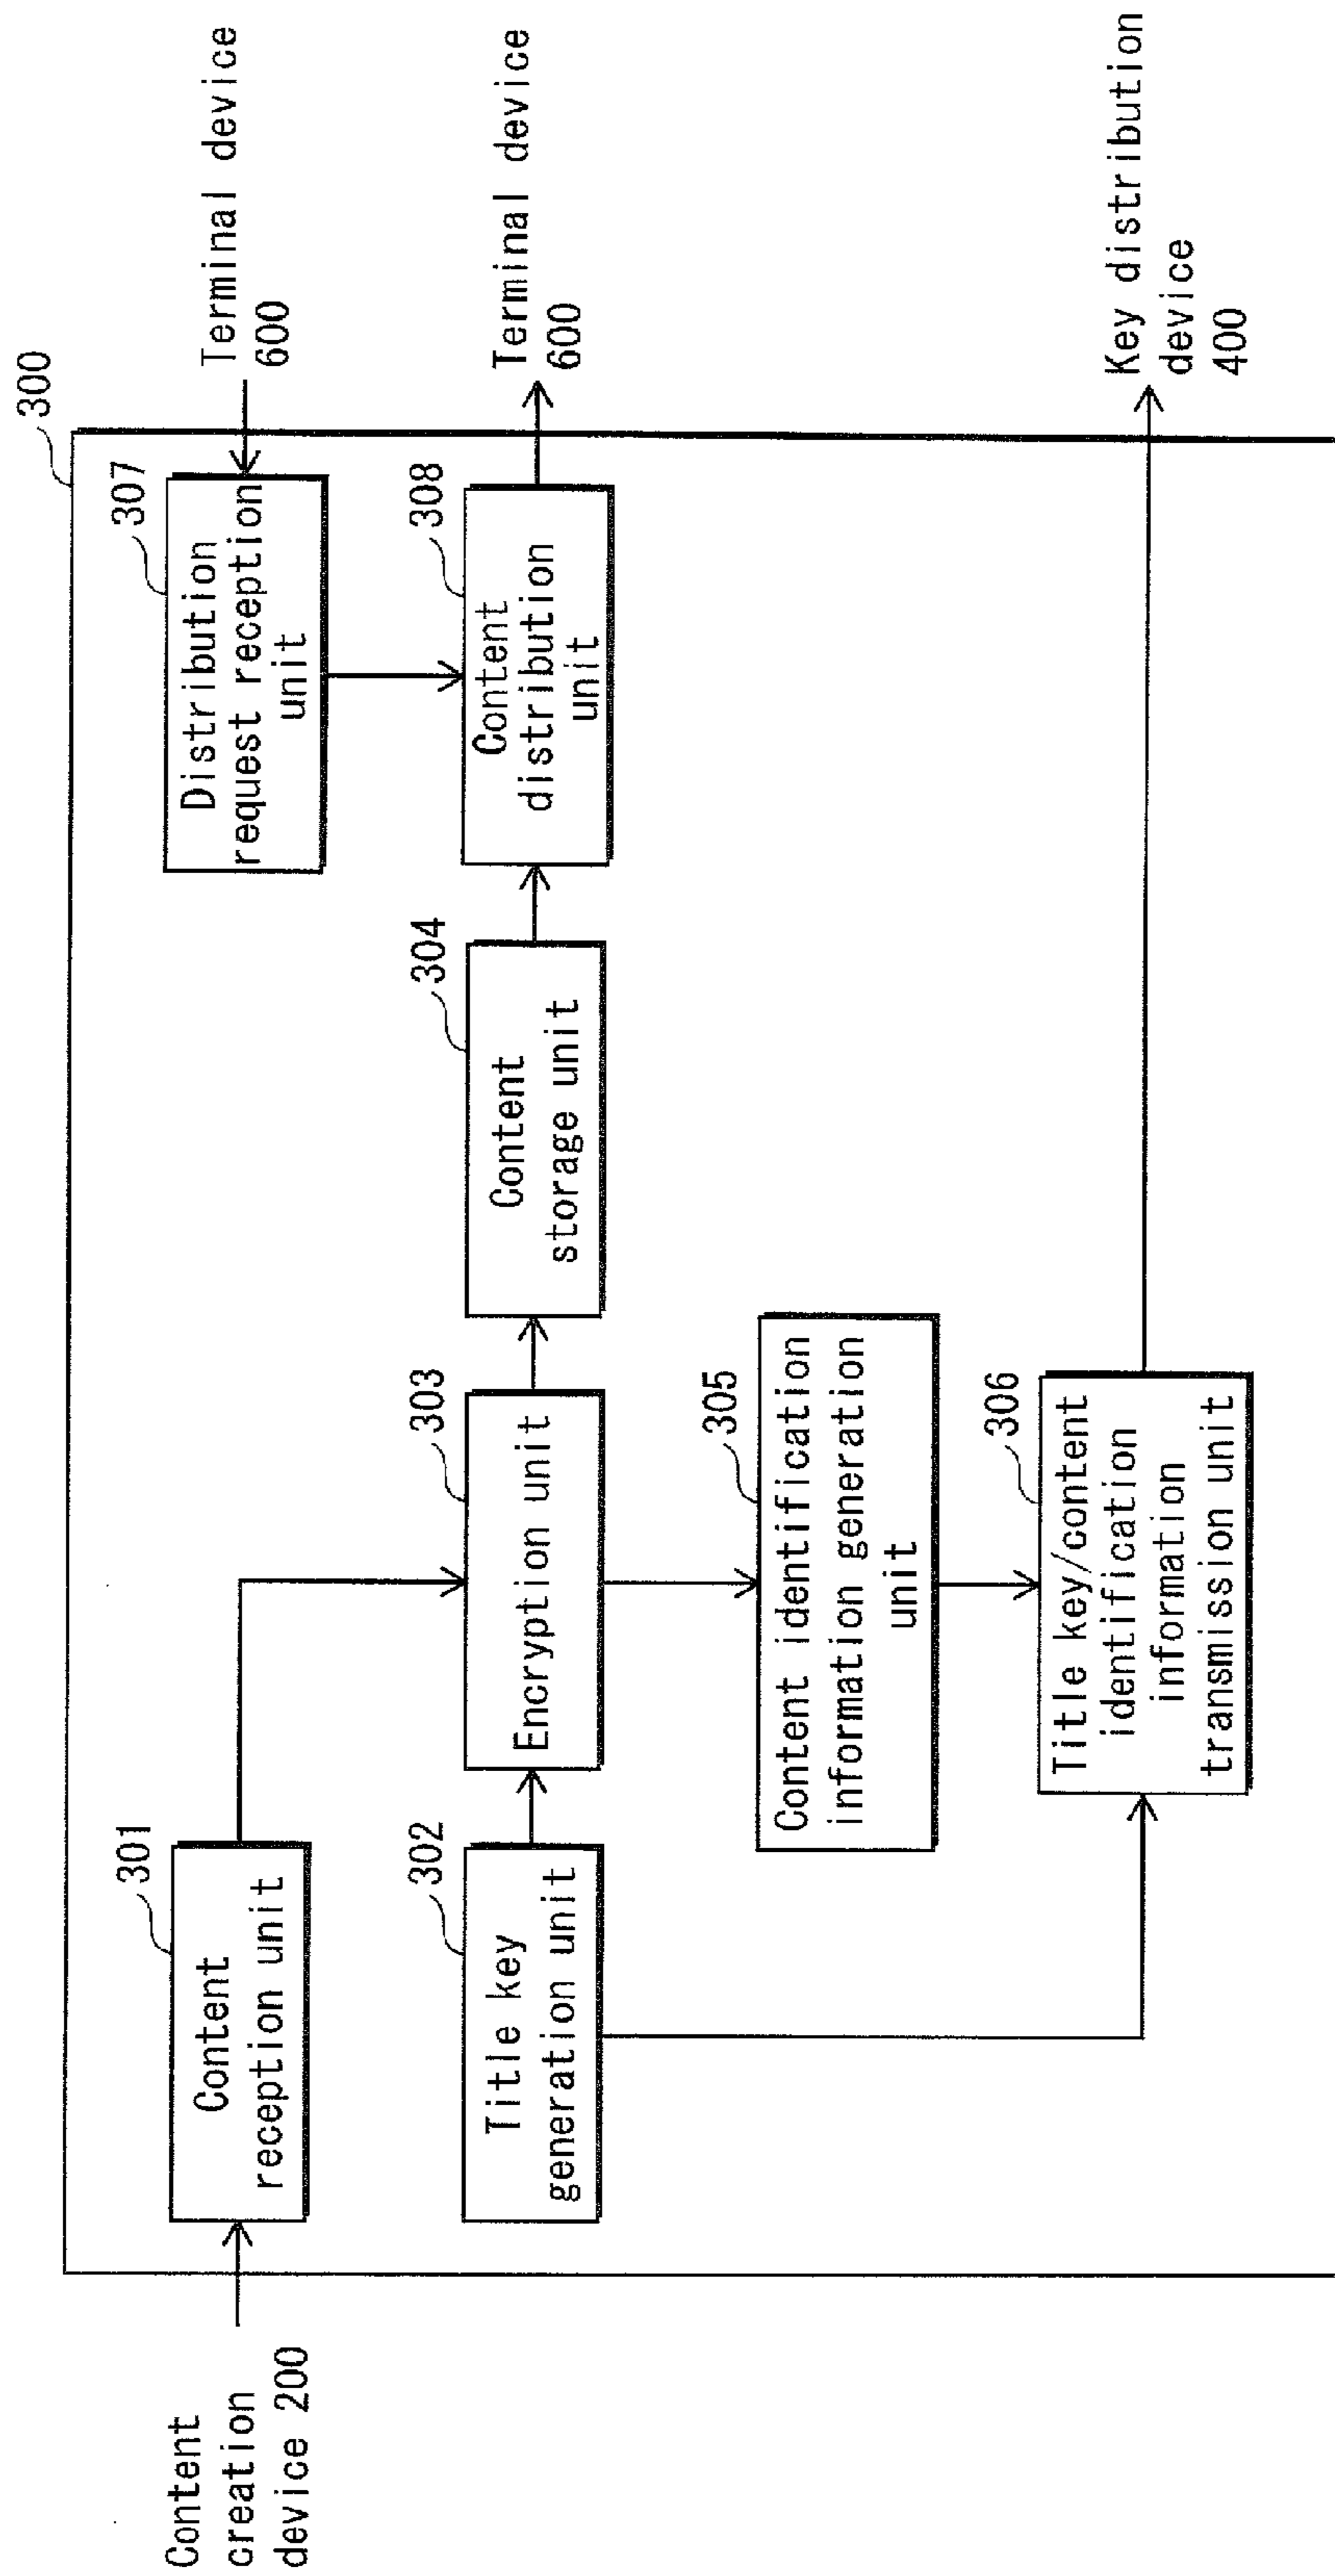 300
Content
creation
device 200
301
Content
reception unit
302
Title key
generation unit
303
Encryption unit
304
Content
storage unit
305
Content identification
information generation
unit
306
Title key/content
identification
information
transmission unit
307
Distribution
request reception
unit
308
Content
distribution
unit
Terminal device
600
Terminal device
600
Key distribution
device
400